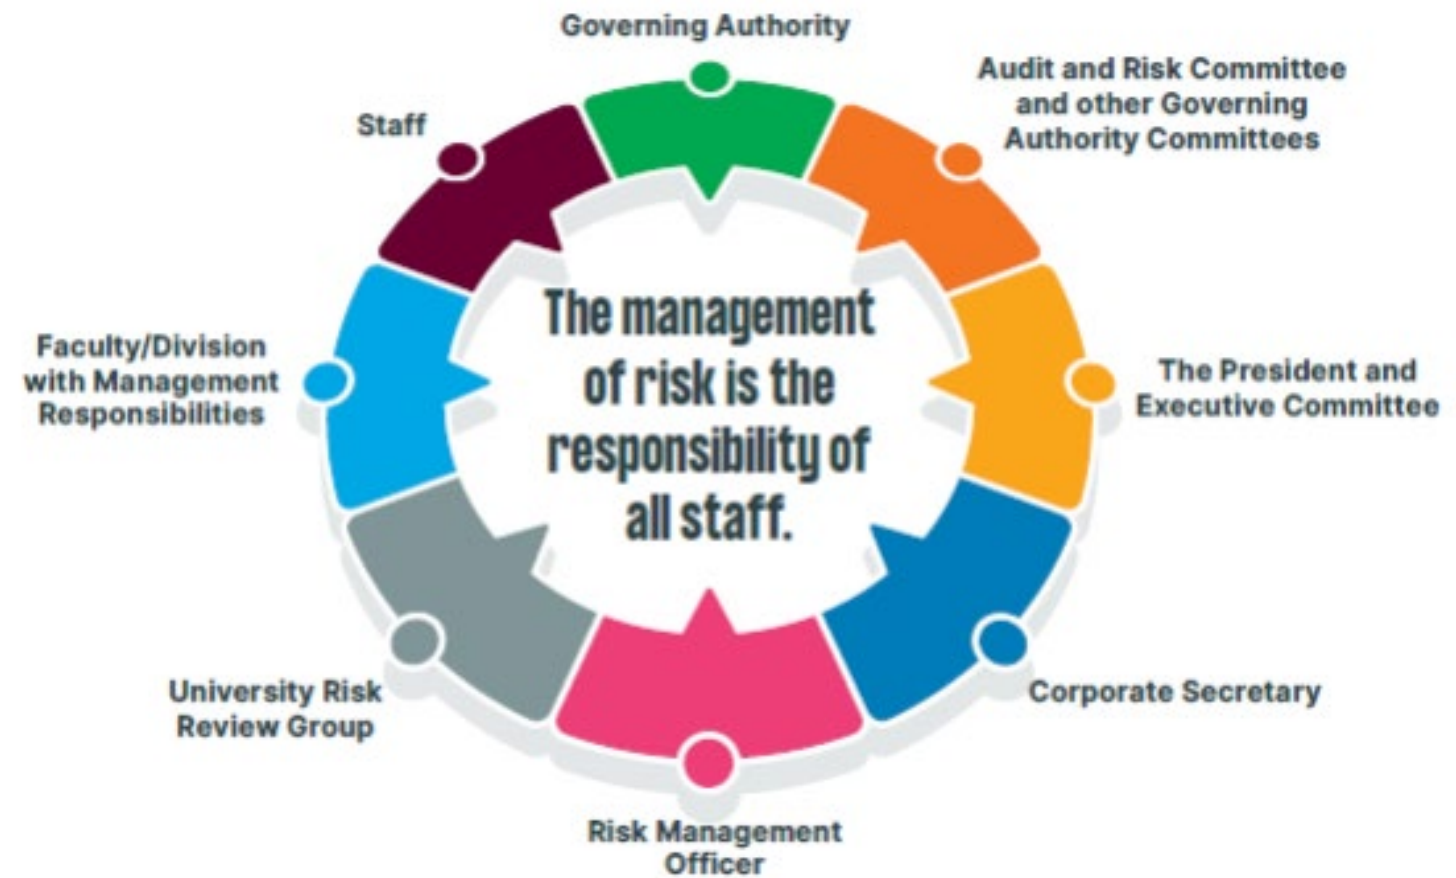 Governing Authority
Audit and Risk Committee
and other Governing
Authority Committees
Staff
The management
of risk is the
responsibility of
all staff.
Faculty/Division
with Management
Responsibilities
The President and
Executive Committee
University Risk
Review Group
Corporate Secretary
Risk Management
Officer